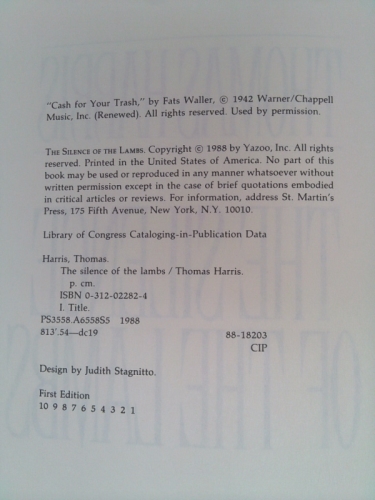 "Cash for Your Trash," by Fats Waller, © 1942 Warner/Chappell
Music, Inc. (Renewed). All rights reserved. Used by permission.
THE SILENCE OF THE LAMBS. Copyright © 1988 by Yazoo, Inc. All rights
reserved. Printed in the United States of America. No part of this
book may be used or reproduced in any manner whatsoever without
written permission except in the case of brief quotations embodied
in critical articles or reviews. For information, address St. Martin's
Press, 175 Fifth Avenue, New York, N.Y. 10010.
Library of Congress Cataloging-in-Publication Data
Harris, Thomas.
The silence of the lambs / Thomas Harris.
p. cm.
ISBN 0-312-02282-4
I. Title.
PS3558.A6558S5 1988
813'.54—dc19 88-18203
CIP
Design by Judith Stagnitto.
First Edition
10 9 8 7 6 5 4 3 2 1